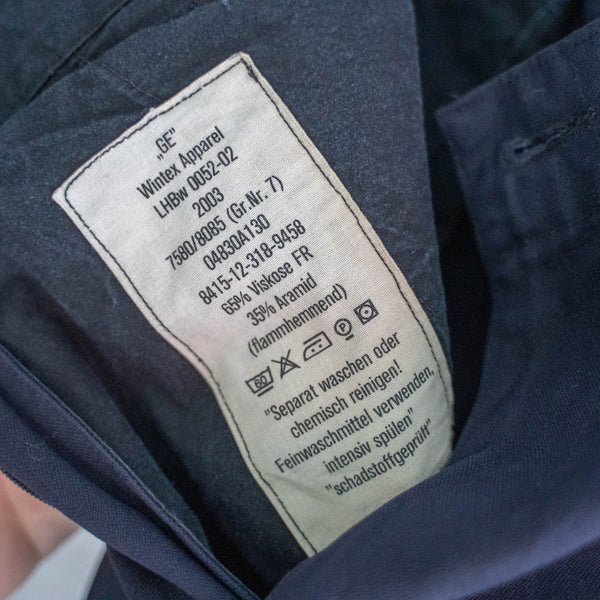 „GE"
Wintex Apparel
LHBw 0052-02
2003
7580/8085 (Gr.Nr. 7)
04830A130
8415-12-318-9458
65% Viskose FR
35% Aramid
(flammhemmend)
60 P
"Separat waschen oder
chemisch reinigen!
Feinwaschmittel verwenden,
intensiv spülen"
"schadstoffgeprüft"